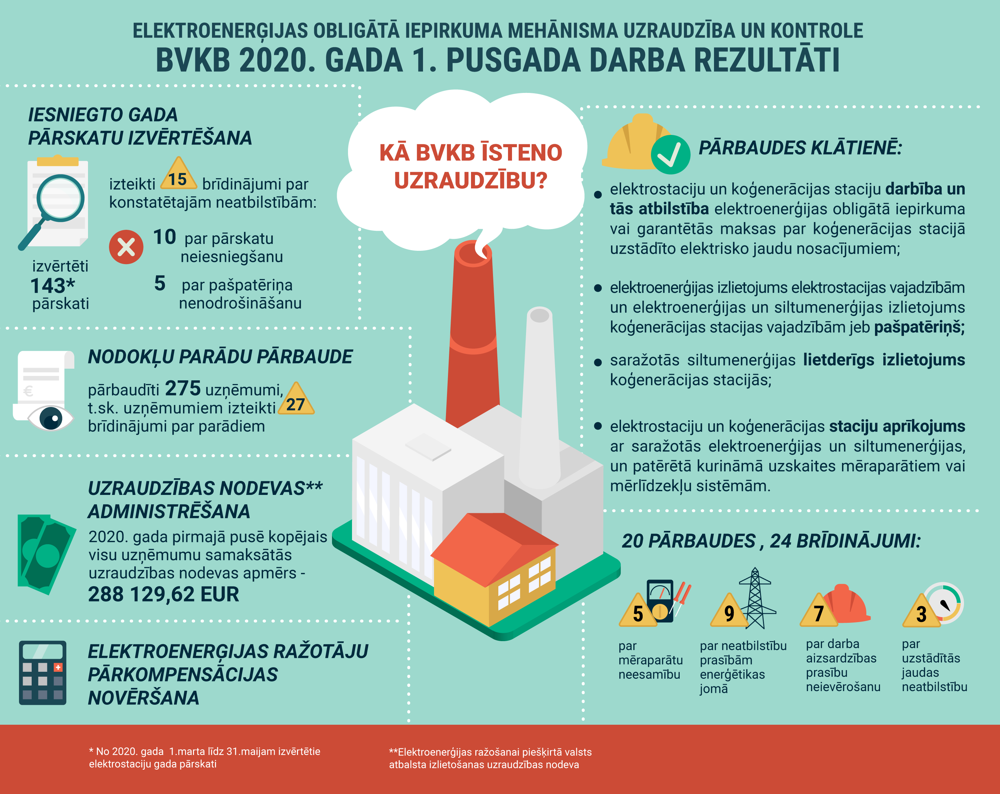 ELEKTROENERĢIJAS OBLIGĀTĀ IEPIRKUMA MEHĀNISMA UZRAUDZĪBA UN KONTROLE
BVKB 2020. GADA 1. PUSGADA DARBA REZULTĀTI
IESNIEGTO GADA
PĀRSKATU IZVĒRTĒŠANA
izvērtēti
143*
pārskati
izteikti 15 brīdinājumi par
konstatētajām neatbilstībām:
10 par pārskatu
neiesniegšanu
5 par pašpatēriņa
nenodrošināšanu
NODOKĻU PARĀDU PĀRBAUDE
€
pārbaudīti 275 uzņēmumi,
t.sk. uzņēmumiem izteikti 27
brīdinājumi par parādiem
UZRAUDZĪBAS NODEVAS**
ADMINISTRĒŠANA
2020. gada pirmajā pusē kopējais
visu uzņēmumu samaksātās
uzraudzības nodevas apmērs -
288 129,62 EUR
ELEKTROENERĢIJAS RAŽOTĀJU
PĀRKOMPENSĀCIJAS
NOVĒRŠANA
KĀ BVKB ĪSTENO
UZRAUDZĪBU?
PĀRBAUDES KLĀTIENĒ:
● elektrostaciju un koģenerācijas staciju darbība un
tās atbilstība elektroenerģijas obligātā iepirkuma
vai garantētās maksas par koģenerācijas stacijā
uzstādīto elektrisko jaudu nosacījumiem;
● elektroenerģijas izlietojums elektrostacijas vajadzībām
un elektroenerģijas un siltumenerģijas izlietojums
koģenerācijas stacijas vajadzībām jeb pašpatēriņš;
● saražotās siltumenerģijas lietderīgs izlietojums
koģenerācijas stacijās;
● elektrostaciju un koģenerācijas staciju aprīkojums
ar saražotās elektroenerģijas un siltumenerģijas,
un patērētā kurināmā uzskaites mēraparātiem vai
mērlīdzekļu sistēmām.
20 PĀRBAUDES , 24 BRĪDINĀJUMI:
5
par
mēraparātu
neesamību
9
par neatbilstību
prasībām
enerģētikas
jomā
7
par darba
aizsardzības
prasību
neievērošanu
3
par
uzstādītās
jaudas
neatbilstību
* No 2020. gada 1.marta līdz 31.maijam izvērtētie
elektrostaciju gada pārskati
**Elektroenerģijas ražošanai piešķirtā valsts
atbalsta izlietošanas uzraudzības nodeva